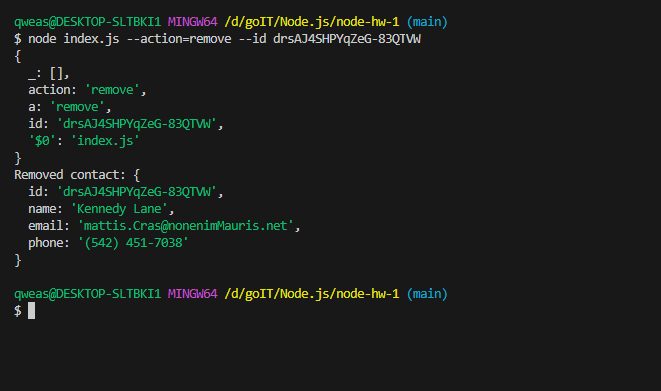 qweas@DESKTOP-SLTBKI1 MINGW64 /d/goIT/Node.js/node-hw-1 (main)
$ node index.js --action=remove --id drsAJ4SHPYqZeG-83QTVW
{
  _: [],
  action: 'remove',
  a: 'remove',
  id: 'drsAJ4SHPYqZeG-83QTVW',
  '$0': 'index.js'
}
Removed contact: {
  id: 'drsAJ4SHPYqZeG-83QTVW',
  name: 'Kennedy Lane',
  email: 'mattis.Cras@nonenimMauris.net',
  phone: '(542) 451-7038'
}
qweas@DESKTOP-SLTBKI1 MINGW64 /d/goIT/Node.js/node-hw-1 (main)
$